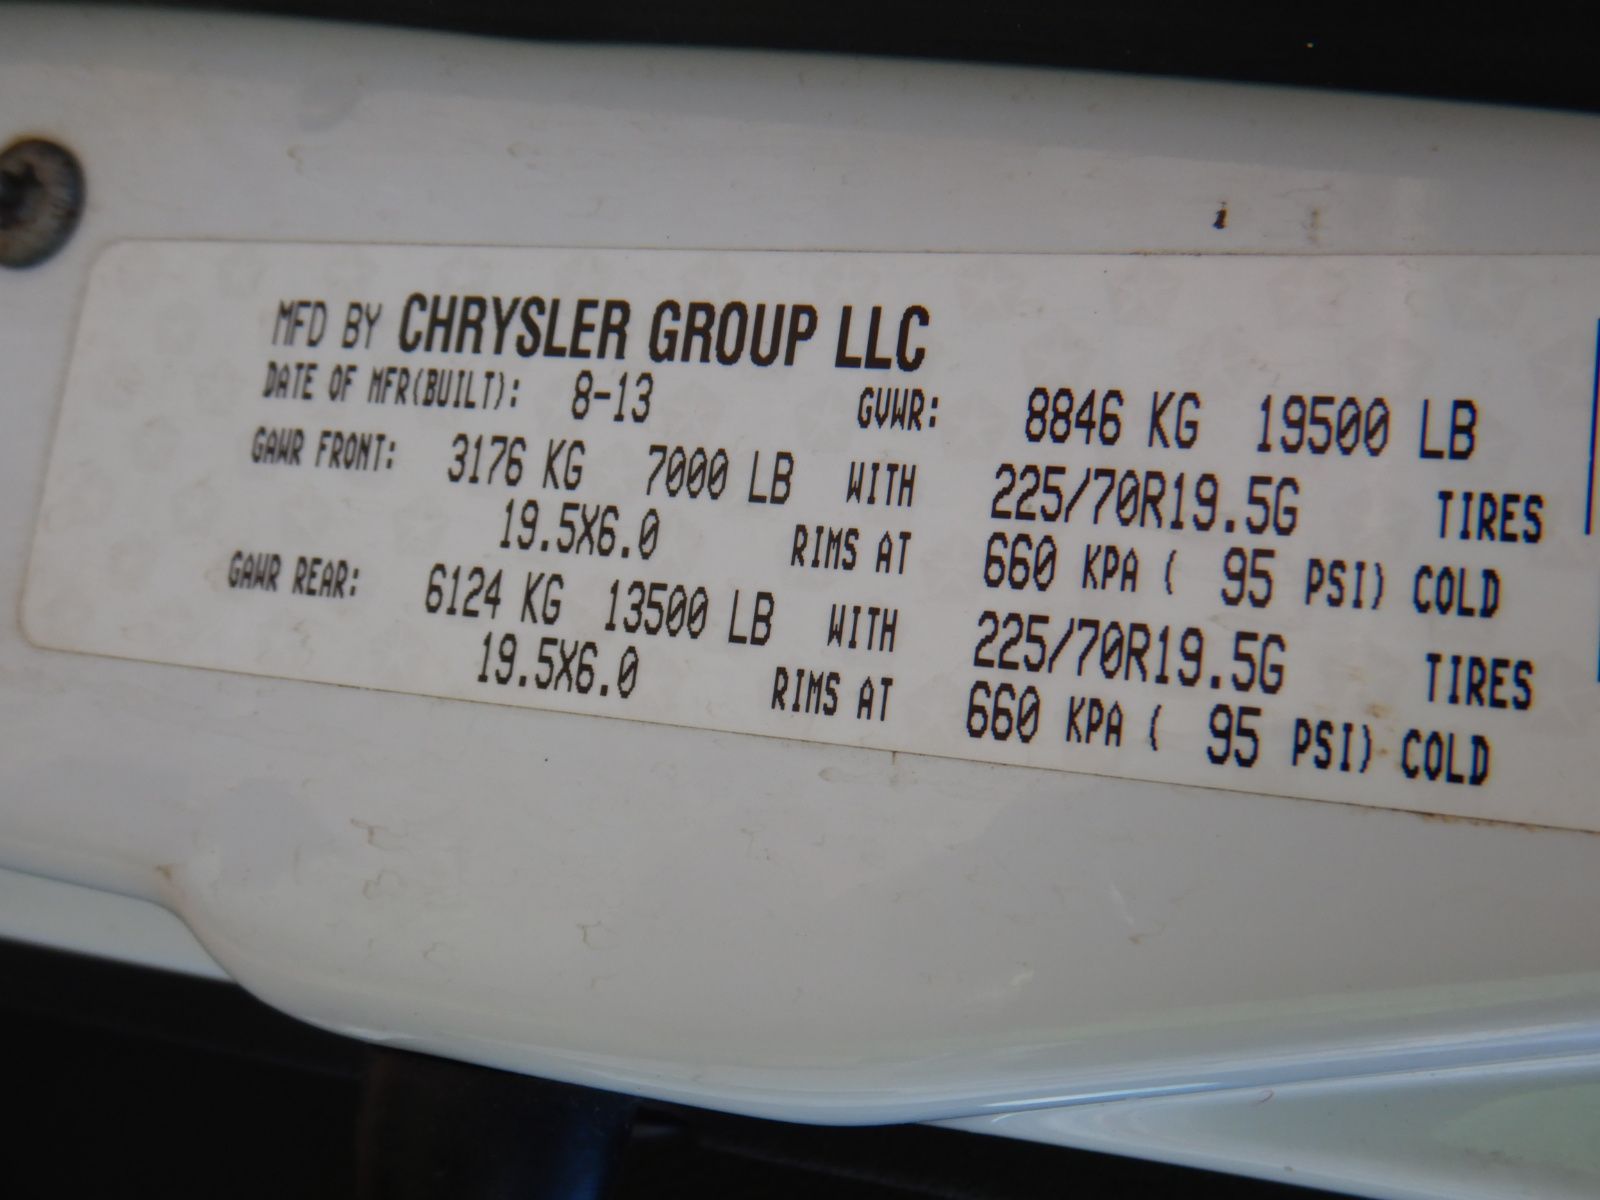 MFD BY CHRYSLER GROUP LLC
DATE OF MFR(BUILT): 8-13 GVWR: 8846 KG 19500 LB
GAWR FRONT: 3176 KG 7000 LB WITH 225/70R19.5G TIRES
19.5X6.0 RIMS AT 660 KPA ( 95 PSI) COLD
GAWR REAR: 6124 KG 13500 LB WITH 225/70R19.5G TIRES
19.5X6.0 RIMS AT 660 KPA ( 95 PSI) COLD